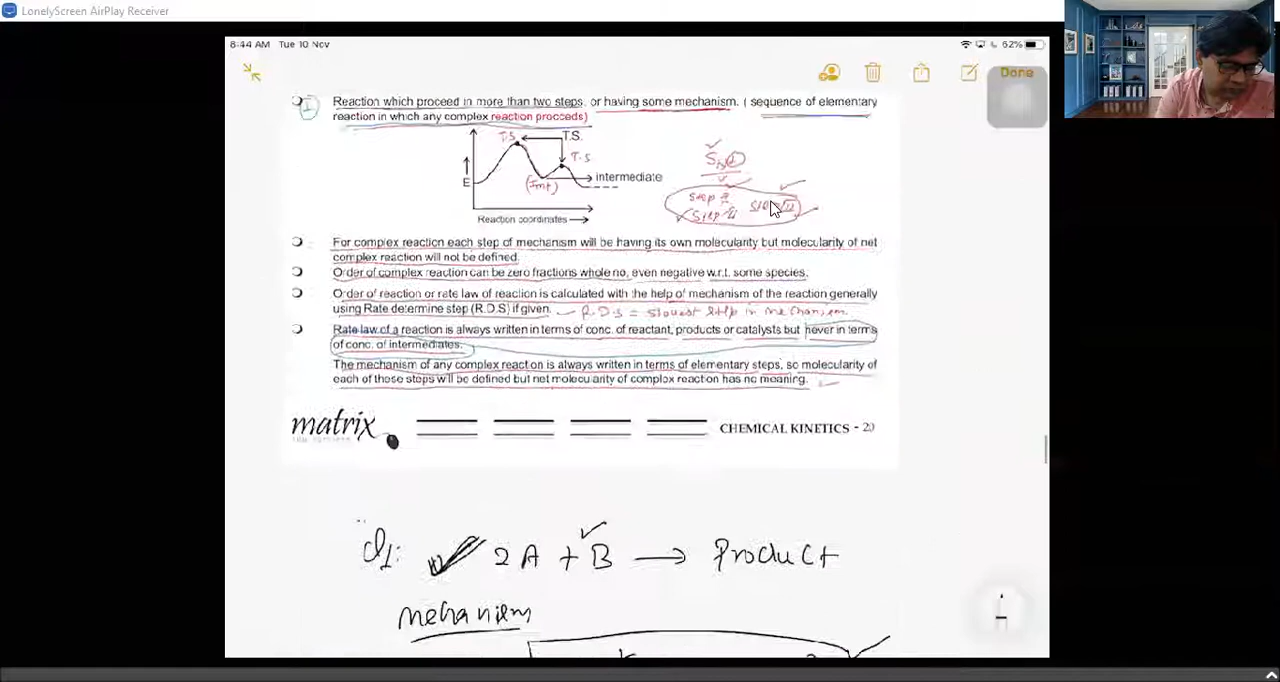 LonelyScreen AirPlay Receiver
8:44 AM Tue 10 Nov
62%
Done
Reaction which proceed in more than two steps, or having some mechanism. ( sequence of elementary
reaction in which any complex reaction proceeds)
T.S
T.S.
T.S
intermediate
(Imt)
E
Reaction coordinates
Step
Step II
For complex reaction each step of mechanism will be having its own molecularity but molecularity of net
complex reaction will not be defined.
Order of complex reaction can be zero fractions whole no, even negative w.r.t. some species.
Order of reaction or rate law of reaction is calculated with the help of mechanism of the reaction generally
using Rate determine step (R.D.S) if given. R.D.S = slowest step in mechanism
Rate law of a reaction is always written in terms of conc. of reactant, products or catalysts but never in terms
of conc. of intermediates.
The mechanism of any complex reaction is always written in terms of elementary steps, so molecularity of
each of these steps will be defined but net molecularity of complex reaction has no meaning.
matrix
CHEMICAL KINETICS - 20
2A + B → Product
mehanism